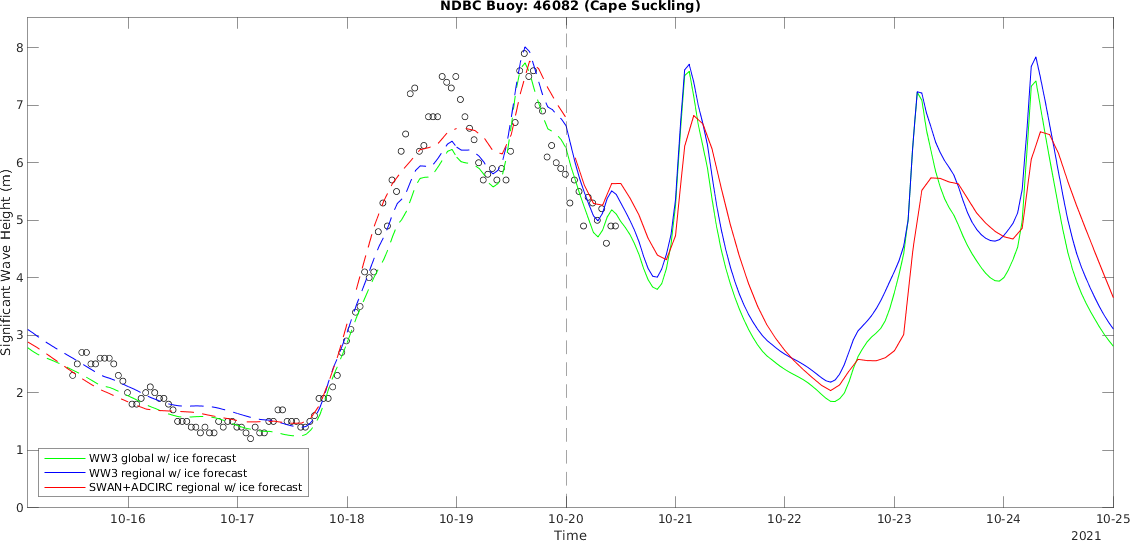 NDBC Buoy: 46082 (Cape Suckling)
8
7
6
5
4
3
2
1
0
Significant Wave Height (m)
WW3 global w/ ice forecast
WW3 regional w/ ice forecast
SWAN+ADCIRC regional w/ ice forecast
10-16 10-17 10-18 10-19 10-20 10-21 10-22 10-23 10-24 10-25
Time
2021